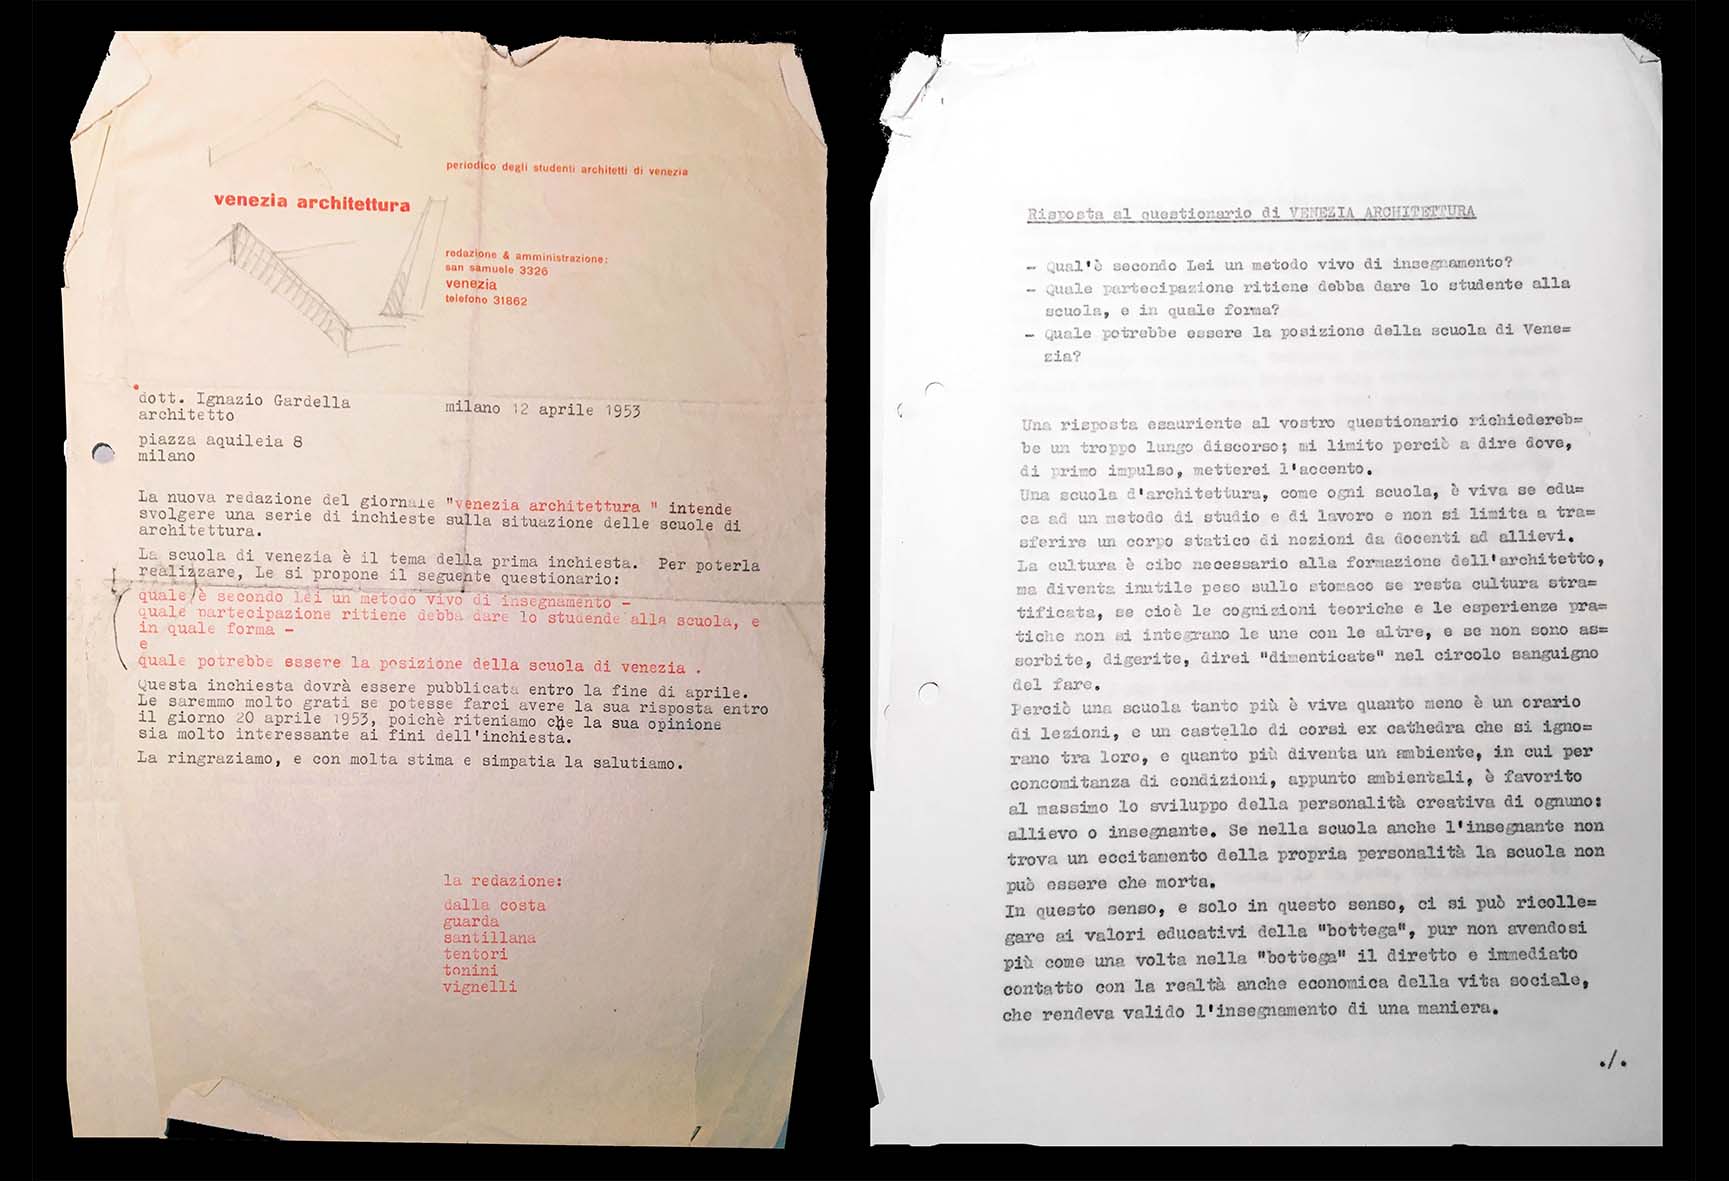 periodico degli studenti architetti di venezia
venezia architettura
redazione & amministrazione:
san samuele 3326
venezia
telefono 31862
dott. Ignazio Gardella
architetto
milano 12 aprile 1953
piazza aquileia 8
milano
La nuova redazione del giornale "venezia architettura " intende
svolgere una serie di inchieste sulla situazione delle scuole di
architettura.
La scuola di venezia è il tema della prima inchiesta. Per poterla
realizzare, Le si propone il seguente questionario:
quale è secondo Lei un metodo vivo di insegnamento -
quale partecipazione ritiene debba dare lo studende alla scuola, e
in quale forma -
e
quale potrebbe essere la posizione della scuola di venezia .
Questa inchiesta dovrà essere pubblicata entro la fine di aprile.
Le saremmo molto grati se potesse farci avere la sua risposta entro
il giorno 20 aprile 1953, poichè riteniamo che la sua opinione
sia molto interessante ai fini dell'inchiesta.
La ringraziamo, e con molta stima e simpatia la salutiamo.
la redazione:
dalla costa
guarda
santillana
tentori
tonini
vignelli
Risposta al questionario di VENEZIA ARCHITETTURA
- Qual'è secondo Lei un metodo vivo di insegnamento?
- Quale partecipazione ritiene debba dare lo studente alla
scuola, e in quale forma?
- Quale potrebbe essere la posizione della scuola di Vene=
zia?
Una risposta esauriente al vostro questionario richiedereb=
be un troppo lungo discorso; mi limito perciò a dire dove,
di primo impulso, metterei l'accento.
Una scuola d'architettura, come ogni scuola, è viva se edu=
ca ad un metodo di studio e di lavoro e non si limita a tra=
sferire un corpo statico di nozioni da docenti ad allievi.
La cultura è cibo necessario alla formazione dell'architetto,
ma diventa inutile peso sullo stomaco se resta cultura stra=
tificata, se cioè le cognizioni teoriche e le esperienze pra=
tiche non si integrano le une con le altre, e se non sono as=
sorbite, digerite, direi "dimenticate" nel circolo sanguigno
del fare.
Perciò una scuola tanto più è viva quanto meno è un orario
di lezioni, e un castello di corsi ex cathedra che si igno=
rano tra loro, e quanto più diventa un ambiente, in cui per
concomitanza di condizioni, appunto ambientali, è favorito
al massimo lo sviluppo della personalità creativa di ognuno:
allievo o insegnante. Se nella scuola anche l'insegnante non
trova un eccitamento della propria personalità la scuola non
può essere che morta.
In questo senso, e solo in questo senso, ci si può ricolle=
gare ai valori educativi della "bottega", pur non avendosi
più come una volta nella "bottega" il diretto e immediato
contatto con la realtà anche economica della vita sociale,
che rendeva valido l'insegnamento di una maniera.
./.